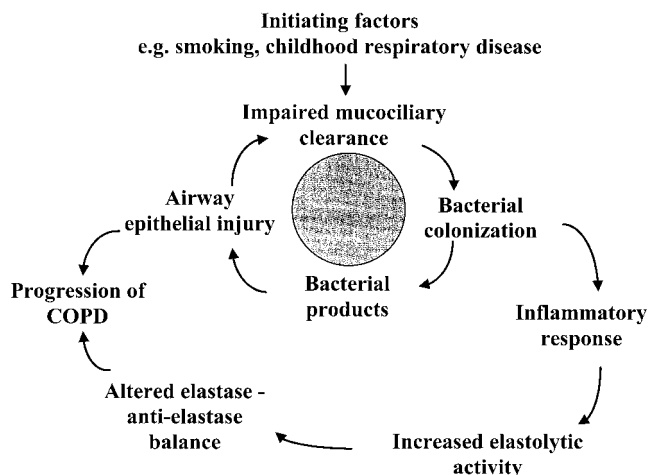 Initiating factors
e.g. smoking, childhood respiratory disease
Impaired mucociliary
clearance
Airway
epithelial injury
Bacterial
colonization
Bacterial
products
Progression of
COPD
Inflammatory
response
Altered elastase -
anti-elastase
balance
Increased elastolytic
activity